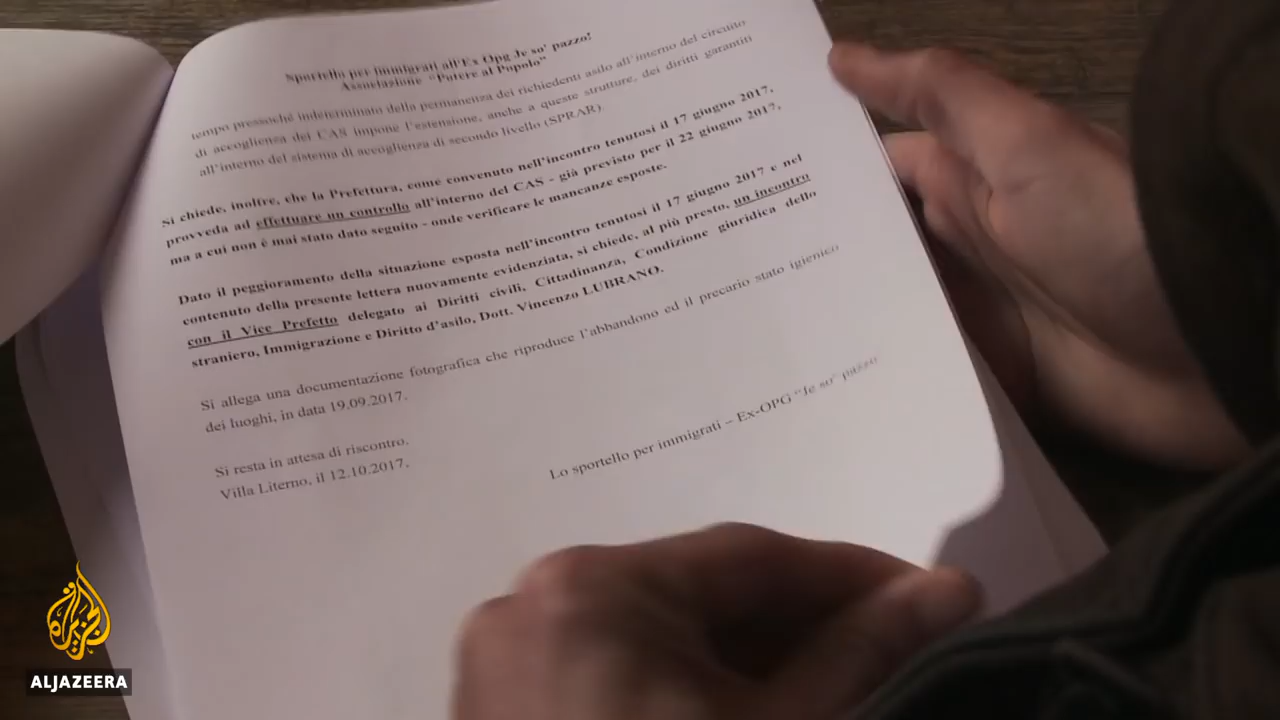 Sportello per immigrati all'Ex Opg Je so' pazzo!
Associazione "Potere al Popolo"
tempo pressoché indeterminato della permanenza dei richiedenti asilo all'interno del circuito
di accoglienza dei CAS impone l'estensione, anche a queste strutture, dei diritti garantiti
all'interno del sistema di accoglienza di secondo livello (SPRAR).
Si chiede, inoltre, che la Prefettura, come convenuto nell'incontro tenutosi il 17 giugno 2017,
provveda ad effettuare un controllo all'interno del CAS - già previsto per il 22 giugno 2017,
ma a cui non è mai stato dato seguito - onde verificare le mancanze esposte.
Dato il peggioramento della situazione esposta nell'incontro tenutosi il 17 giugno 2017 e nel
contenuto della presente lettera nuovamente evidenziata, si chiede, al più presto, un incontro
con il Vice Prefetto delegato ai Diritti civili, Cittadinanza, Condizione giuridica dello
straniero, Immigrazione e Diritto d'asilo, Dott. Vincenzo LUBRANO.
Si allega una documentazione fotografica che riproduce l'abbandono ed il precario stato igienico
dei luoghi, in data 19.09.2017.
Si resta in attesa di riscontro.
Villa Literno, il 12.10.2017.
Lo sportello per immigrati – Ex-OPG "Je so' pazzo
ALJAZEERA